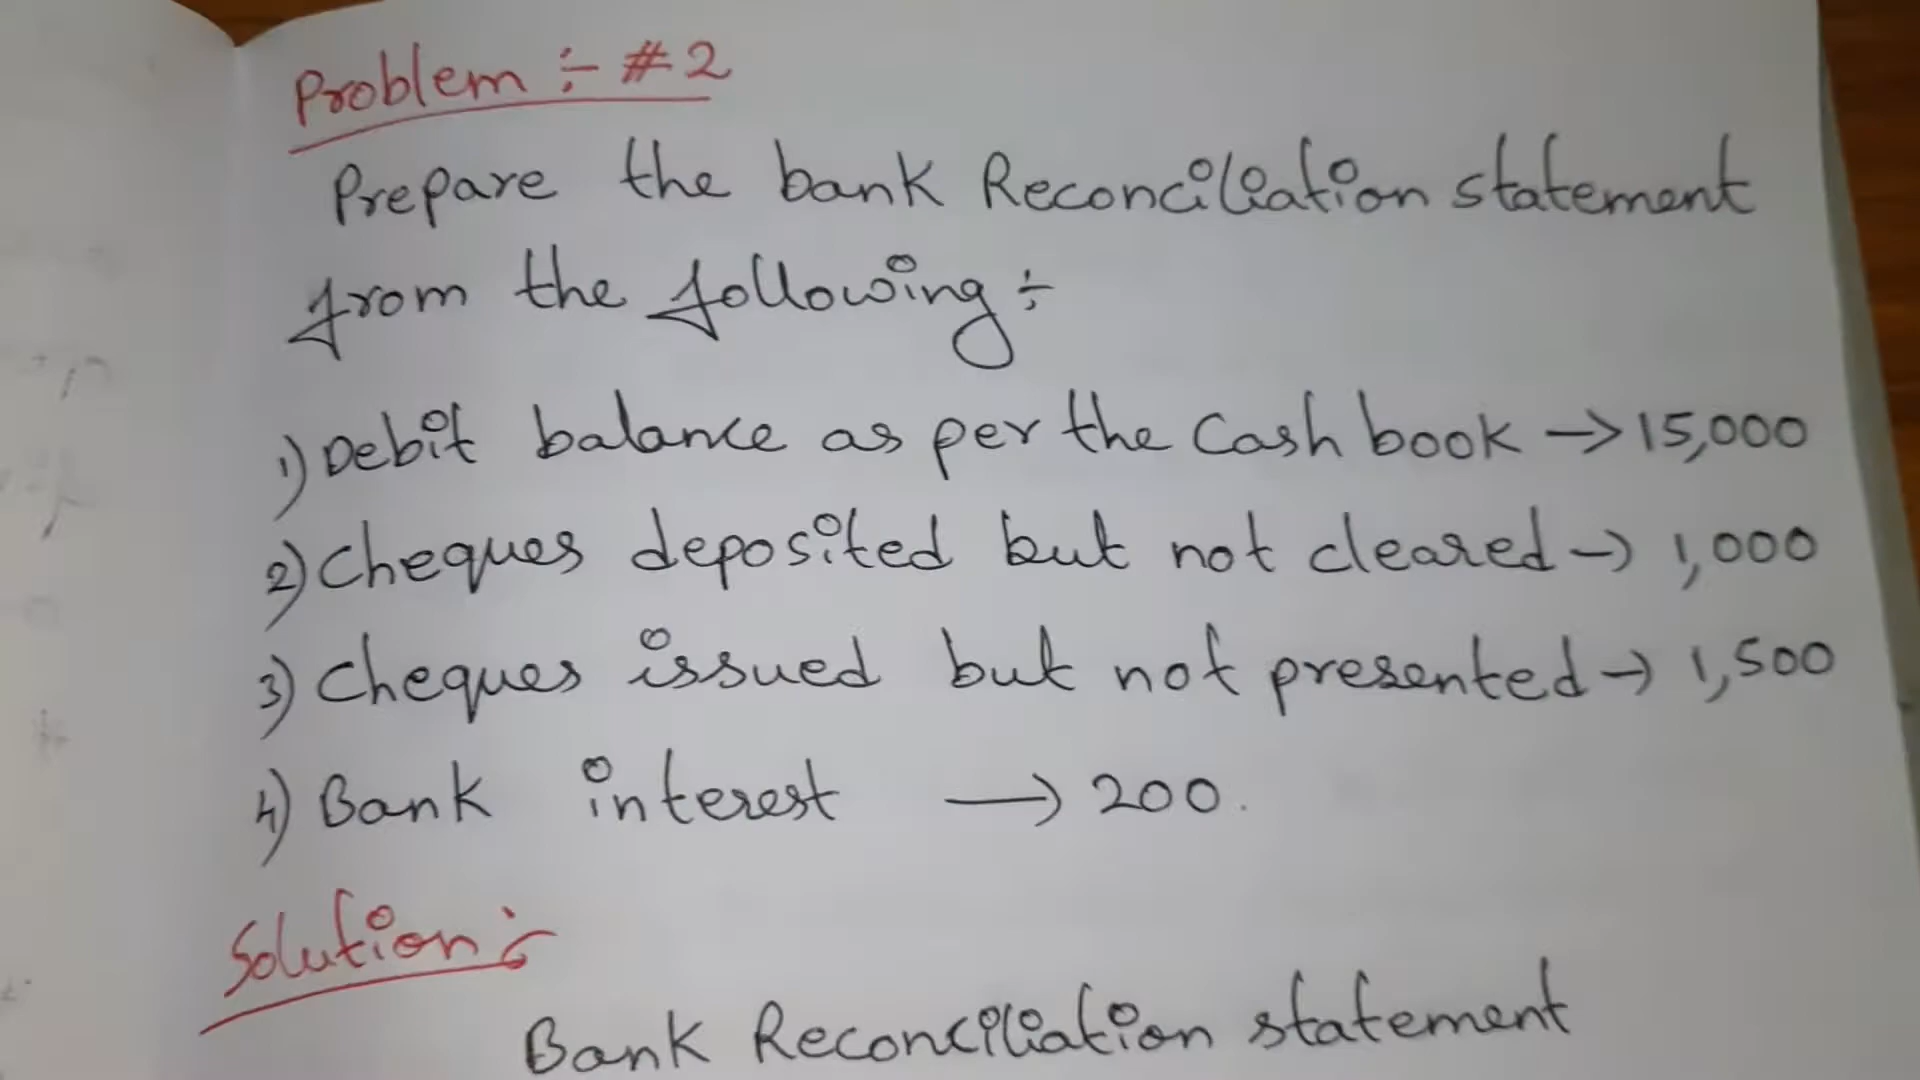 Problem :- #2
Prepare the bank Reconciliation statement
from the following :-
1) Debit balance as per the Cash book → 15,000
2) Cheques deposited but not cleared → 1,000
3) Cheques issued but not presented → 1,500
4) Bank interest → 200.
Solution :-
Bank Reconciliation statement